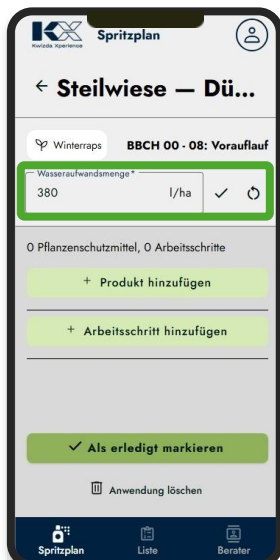 KX
Kwizda Xperience
Spritzplan
← Steilwiese — Dü...
Winterraps
BBCH 00 - 08: Vorauflauf
Wasseraufwandsmenge*
380 l/ha
0 Pflanzenschutzmittel, 0 Arbeitsschritte
+ Produkt hinzufügen
+ Arbeitsschritt hinzufügen
✓ Als erledigt markieren
Anwendung löschen
Spritzplan Liste Berater